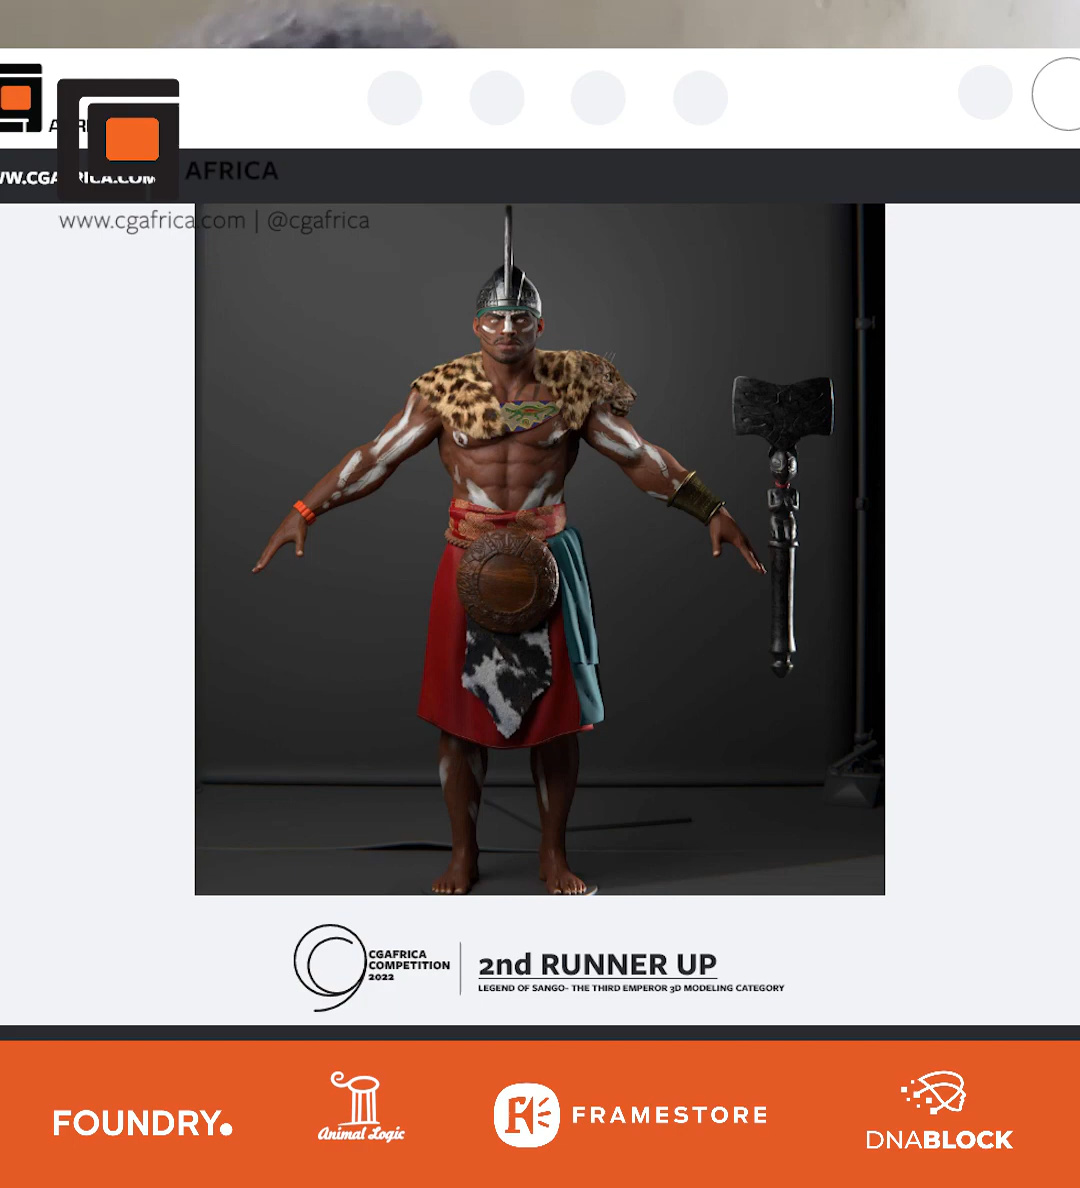 AFRICA
www.cgafrica.com | @cgafrica
CGAFRICA
COMPETITION
2022
2nd RUNNER UP
LEGEND OF SANGO- THE THIRD EMPEROR 3D MODELING CATEGORY
FOUNDRY.
Animal Logic
FRAMESTORE
DNABLOCK